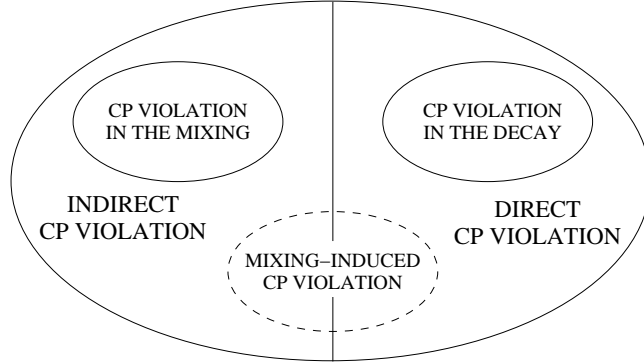 CP VIOLATION
IN THE MIXING
CP VIOLATION
IN THE DECAY
INDIRECT
CP VIOLATION
DIRECT
CP VIOLATION
MIXING–INDUCED
CP VIOLATION